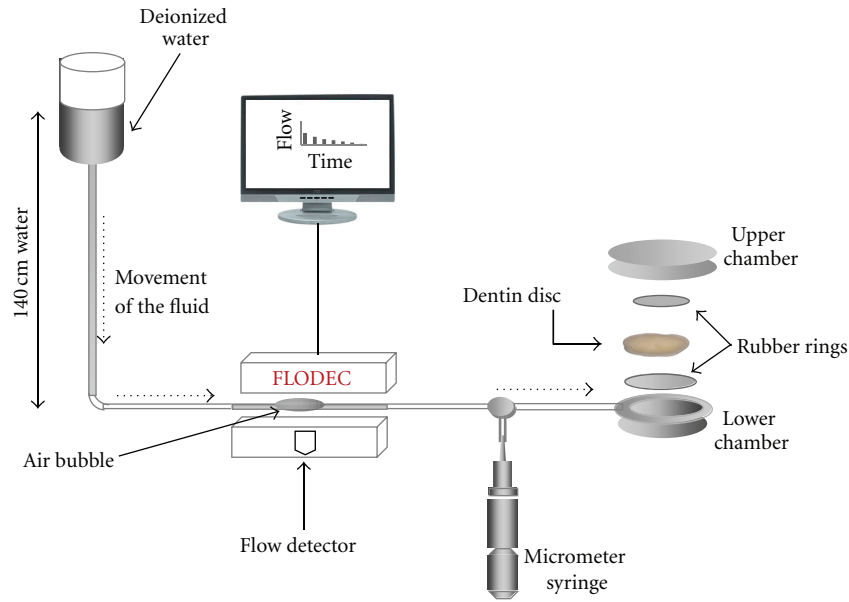 Deionized
water
Flow
Time
140 cm water
Movement
of the fluid
Upper
chamber
Dentin disc
Rubber rings
FLODEC
Lower
chamber
Air bubble
Flow detector
Micrometer
syringe